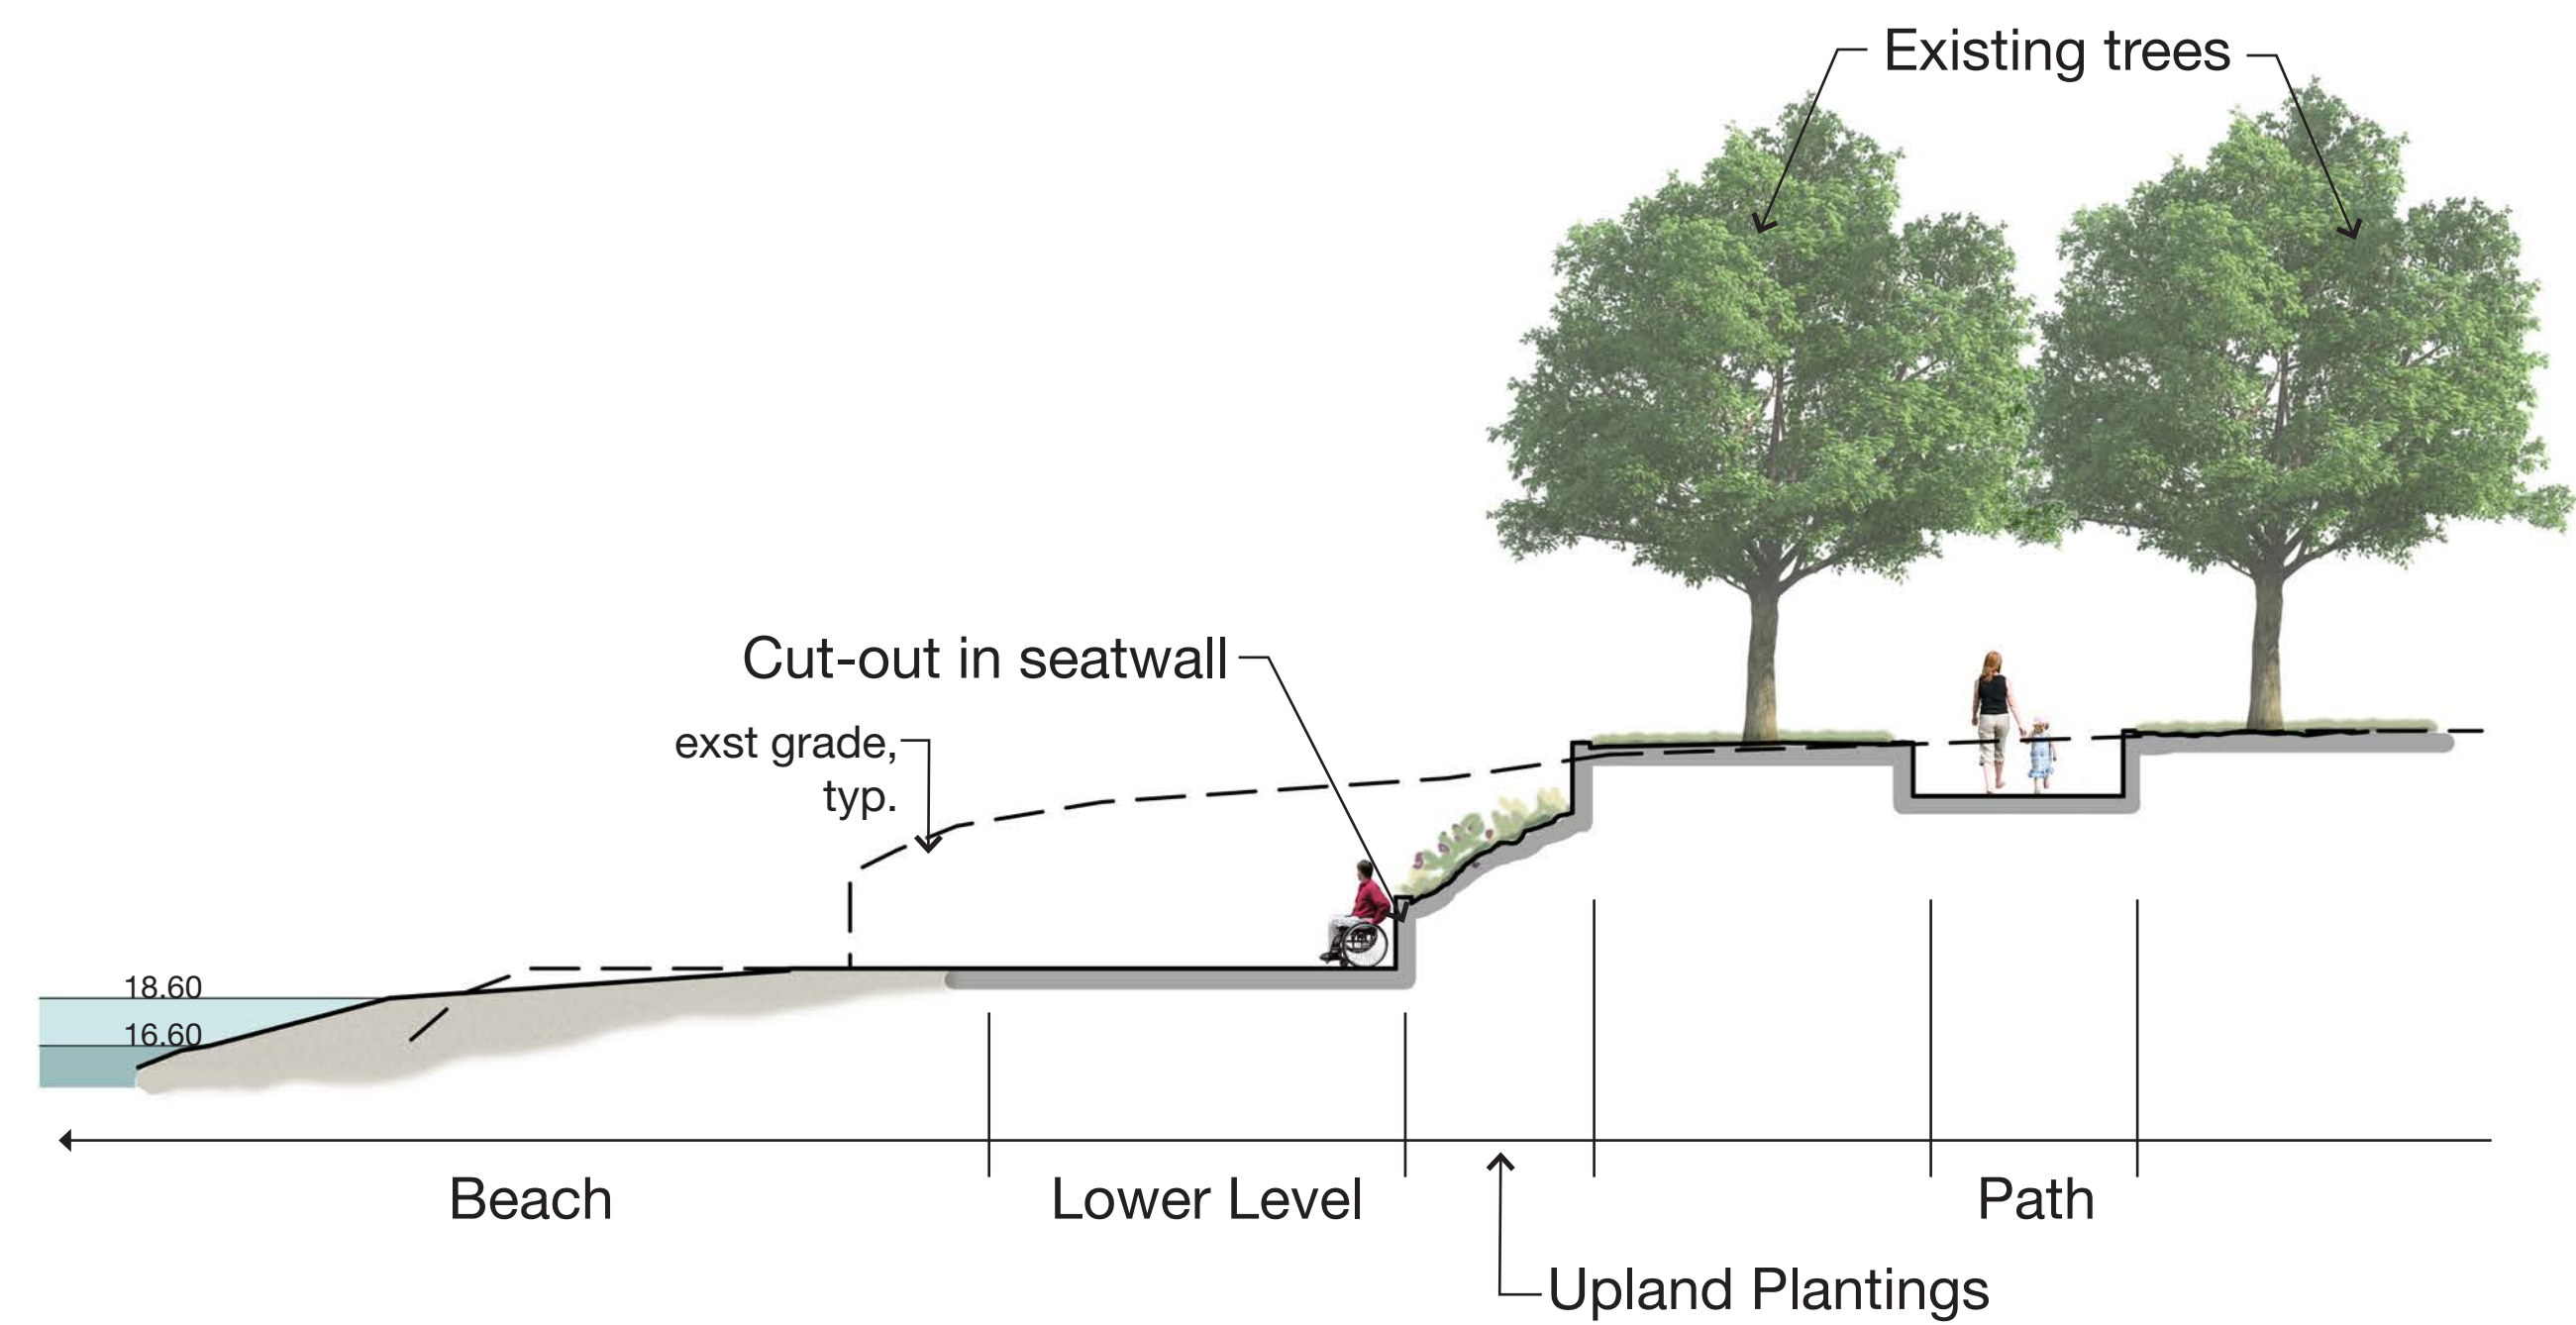 Existing trees
Cut-out in seatwall
exst grade,
typ.
18.60
16.60
Beach
Lower Level
Path
Upland Plantings